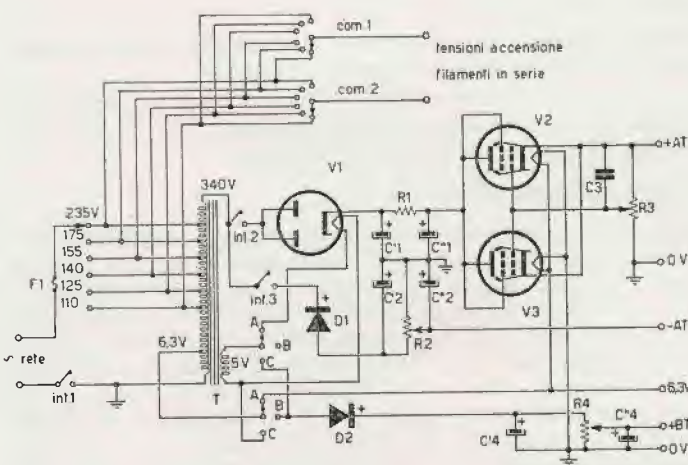 com.1
tensioni accensione
filamenti in serie
com.2
V2
V1
+AT
340V
R1
235V
int.2
C3
R3
175
155
C'1
C"1
140
F1
125
int.3
0V
110
C'2
C"2
V3
A
D1
R2
-AT
6,3V
B
5V
C
∿ rete
A
6,3V
int1
T
B
R4
+BT
C
D2
C'4
C"4
0V